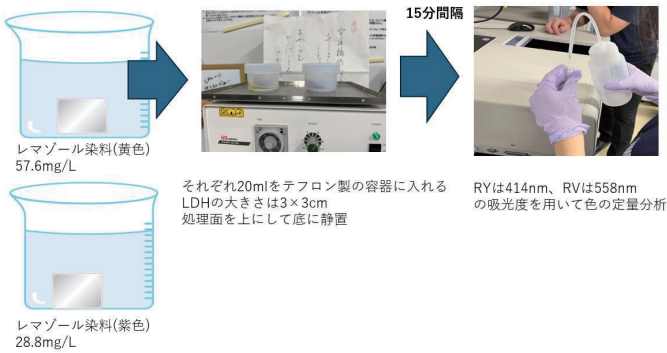 15分間隔
レマゾール染料(黄色)
57.6mg/L
それぞれ20mlをテフロン製の容器に入れる
LDHの大きさは3×3cm
処理面を上にして底に静置
RYは414nm、RVは558nm
の吸光度を用いて色の定量分析
レマゾール染料(紫色)
28.8mg/L